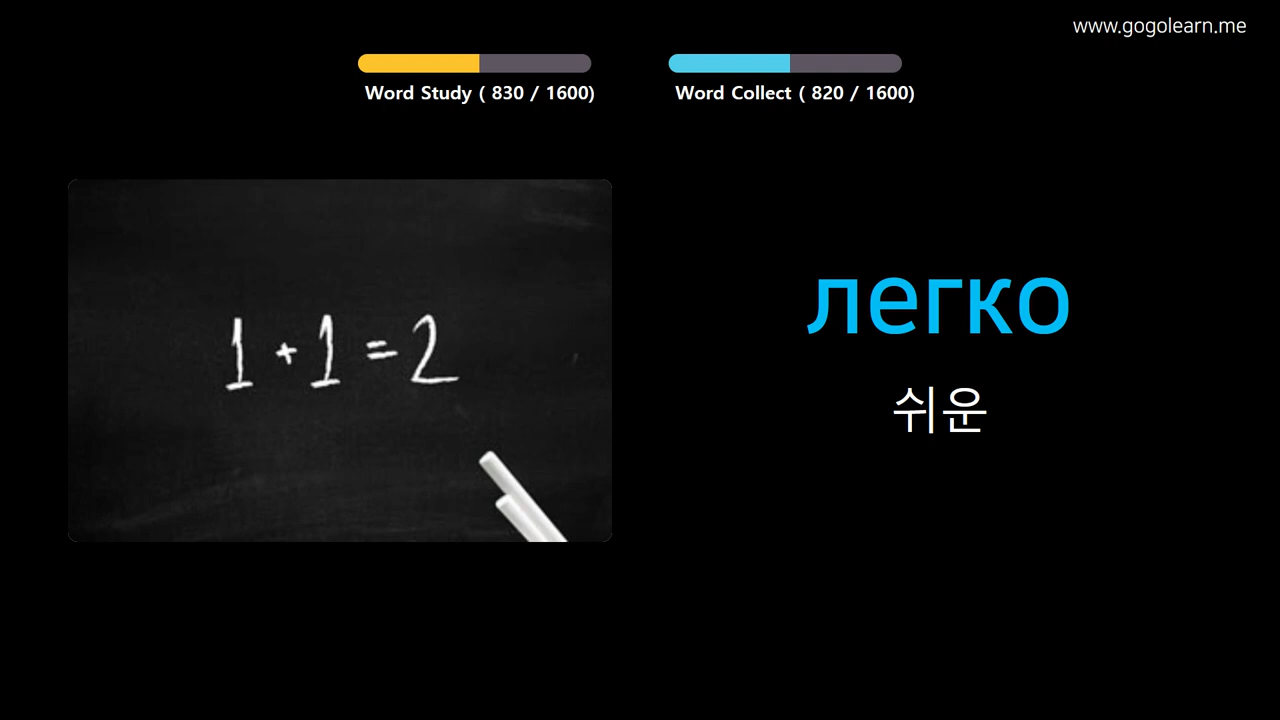 www.gogolearn.me
Word Study ( 830 / 1600)
Word Collect ( 820 / 1600)
1 + 1 = 2
легко
쉬운